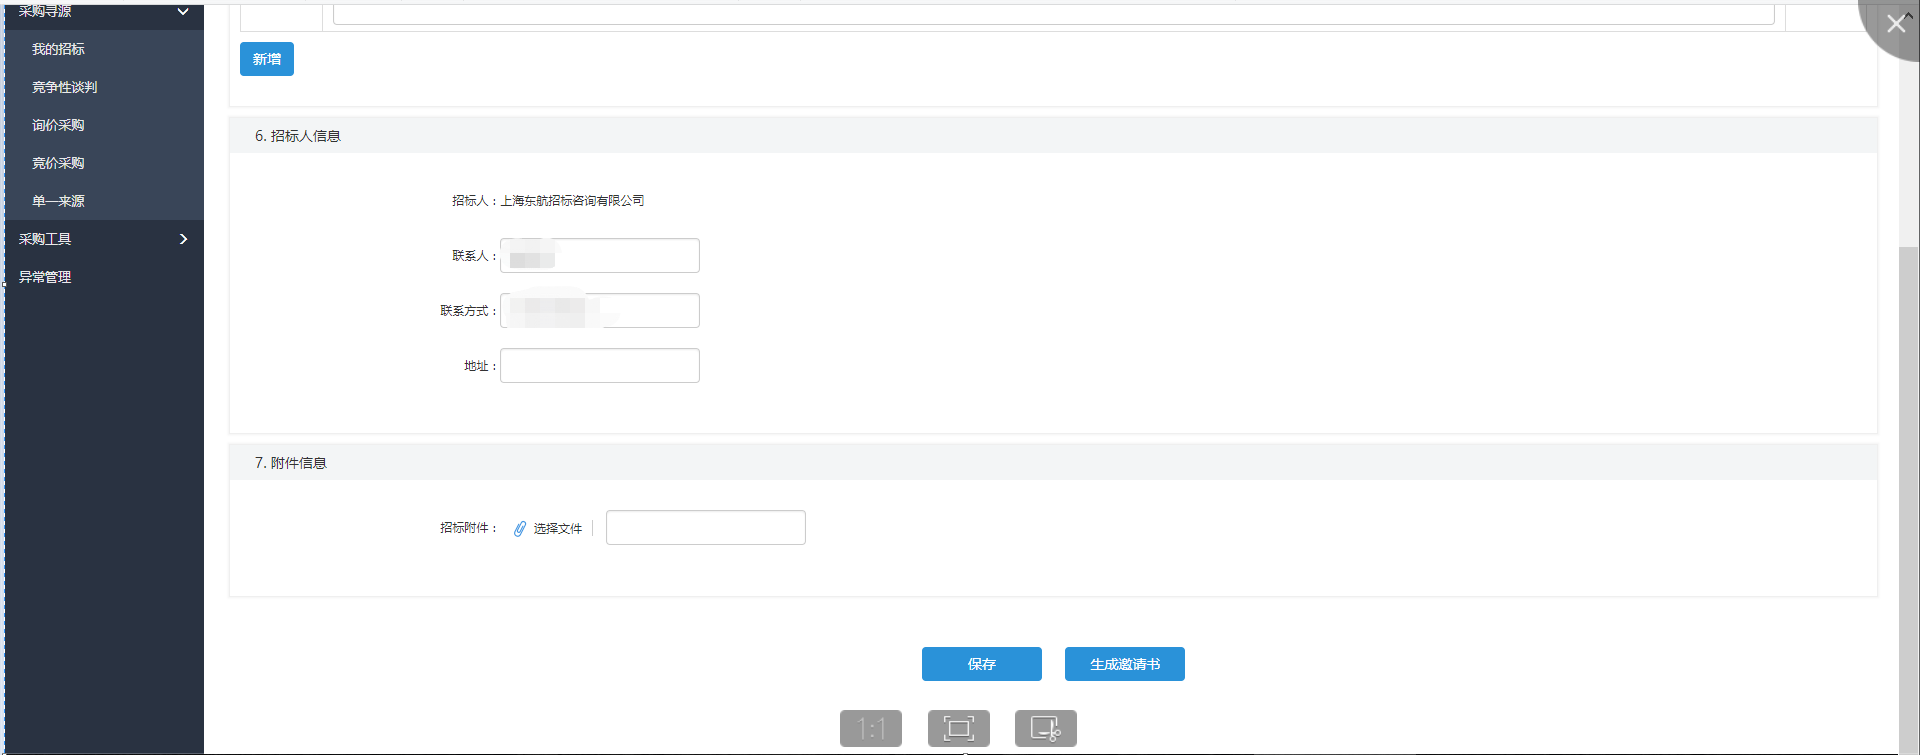 采购寻源
我的招标
竞争性谈判
询价采购
竞价采购
单一来源
采购工具
异常管理
新增
6. 招标人信息
招标人：上海东航招标咨询有限公司
联系人：
联系方式：
地址：
7. 附件信息
招标附件： 选择文件
保存 生成邀请书
1:1